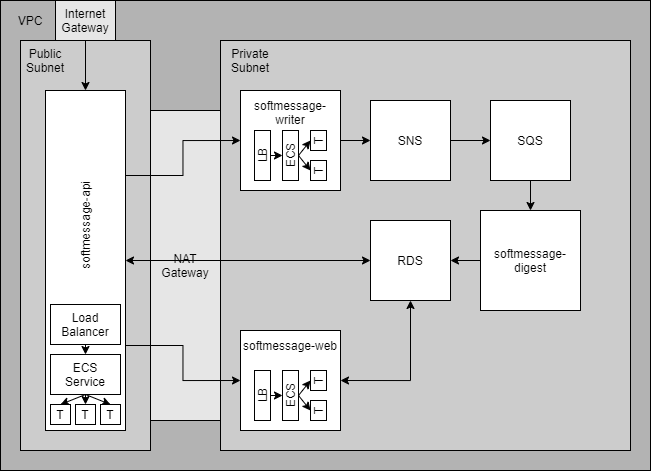 VPC
Internet
Gateway
Public
Subnet
Private
Subnet
softmessage-api
Load
Balancer
ECS
Service
T T T
NAT
Gateway
softmessage-
writer
LB
ECS
T
T
SNS
SQS
RDS
softmessage-
digest
softmessage-web
LB
ECS
T
T